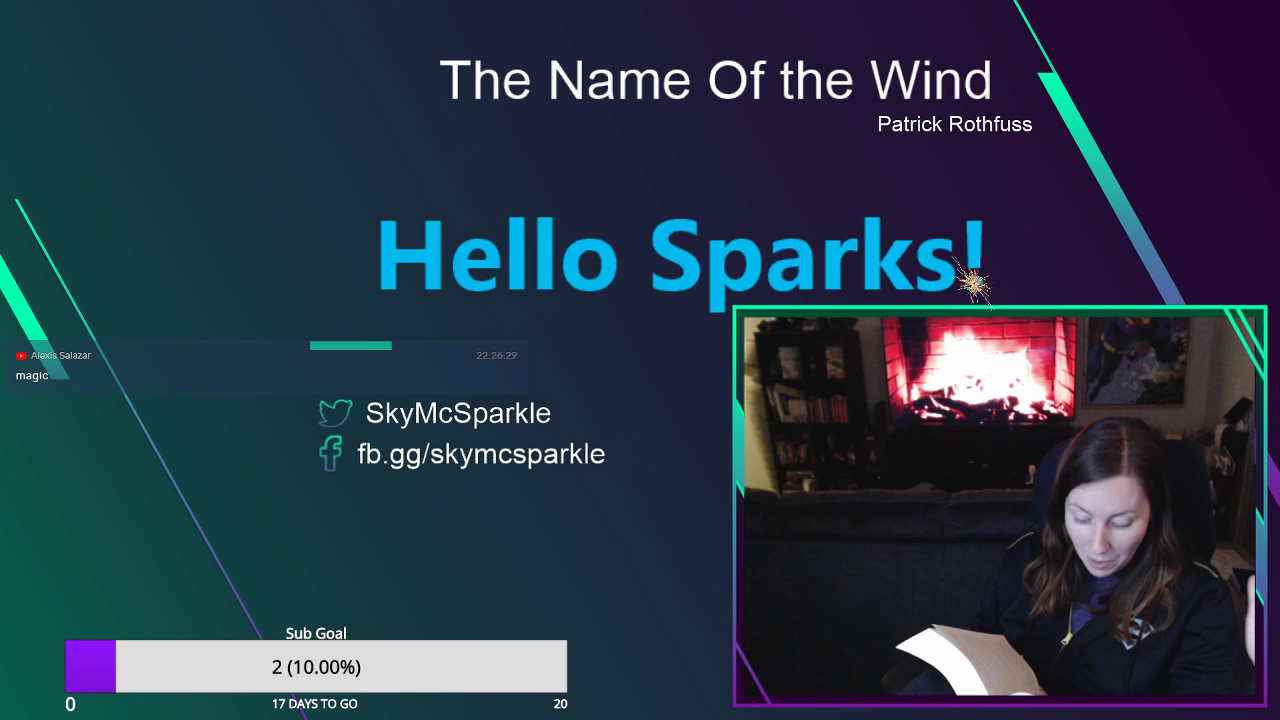 The Name Of the Wind
Patrick Rothfuss
Hello Sparks!
Alexis Salazar
22:26:29
magic
SkyMcSparkle
fb.gg/skymcsparkle
Sub Goal
2 (10.00%)
0
17 DAYS TO GO
20